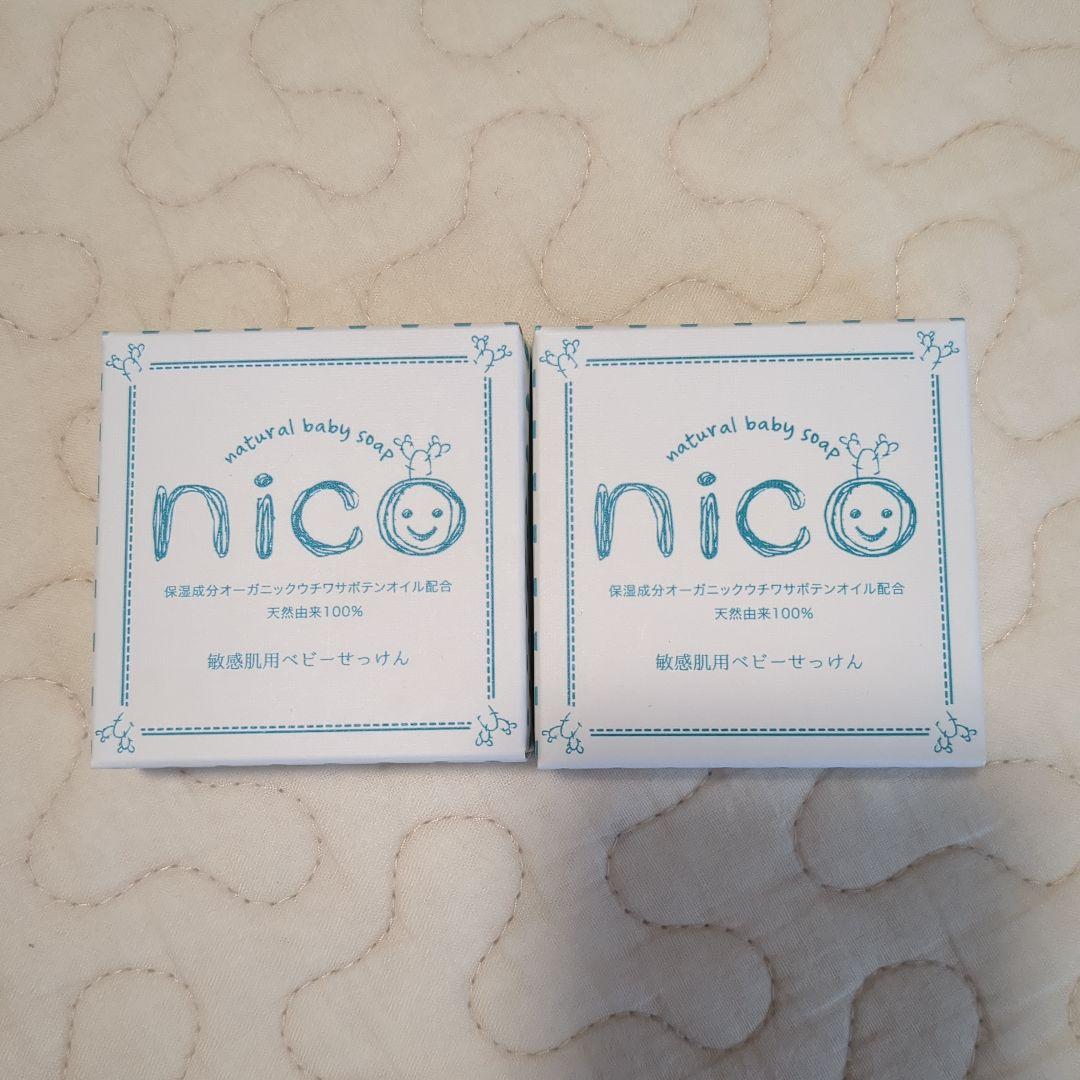 natural baby soap
nico
保湿成分オーガニックウチワサボテンオイル配合
天然由来100%
敏感肌用ベビーせっけん
natural baby soap
nico
保湿成分オーガニックウチワサボテンオイル配合
天然由来100%
敏感肌用ベビーせっけん